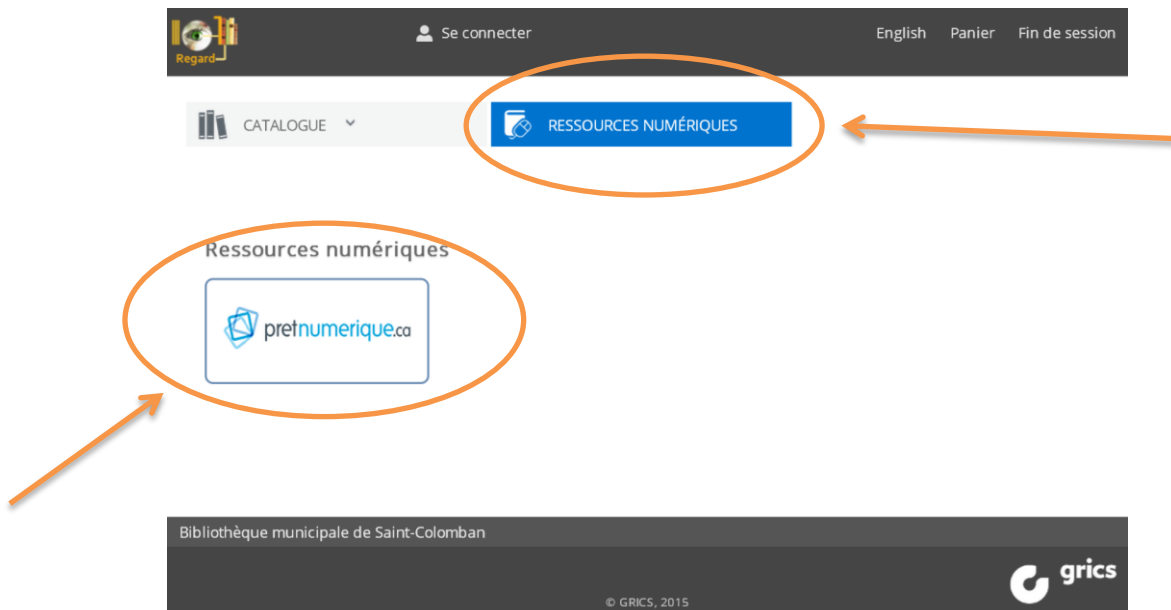 Regard
Se connecter
English Panier Fin de session
CATALOGUE
RESSOURCES NUMÉRIQUES
Ressources numériques
pretnumerique.ca
Bibliothèque municipale de Saint-Colomban
grics
© GRICS, 2015